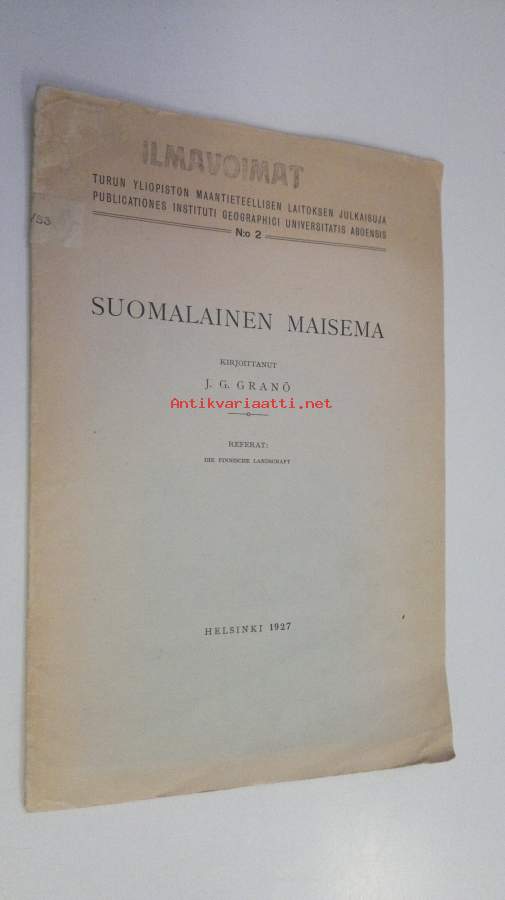 ILMAVOIMAT
TURUN YLIOPISTON MAANTIETEELLISEN LAITOKSEN JULKAISUJA
PUBLICATIONES INSTITUTI GEOGRAPHICI UNIVERSITATIS ABOENSIS
N:o 2
/53
SUOMALAINEN MAISEMA
KIRJOITTANUT
J. G. GRANÖ
Antikvariaatti.net
REFERAT:
DIE FINNISCHE LANDSCHAFT
HELSINKI 1927